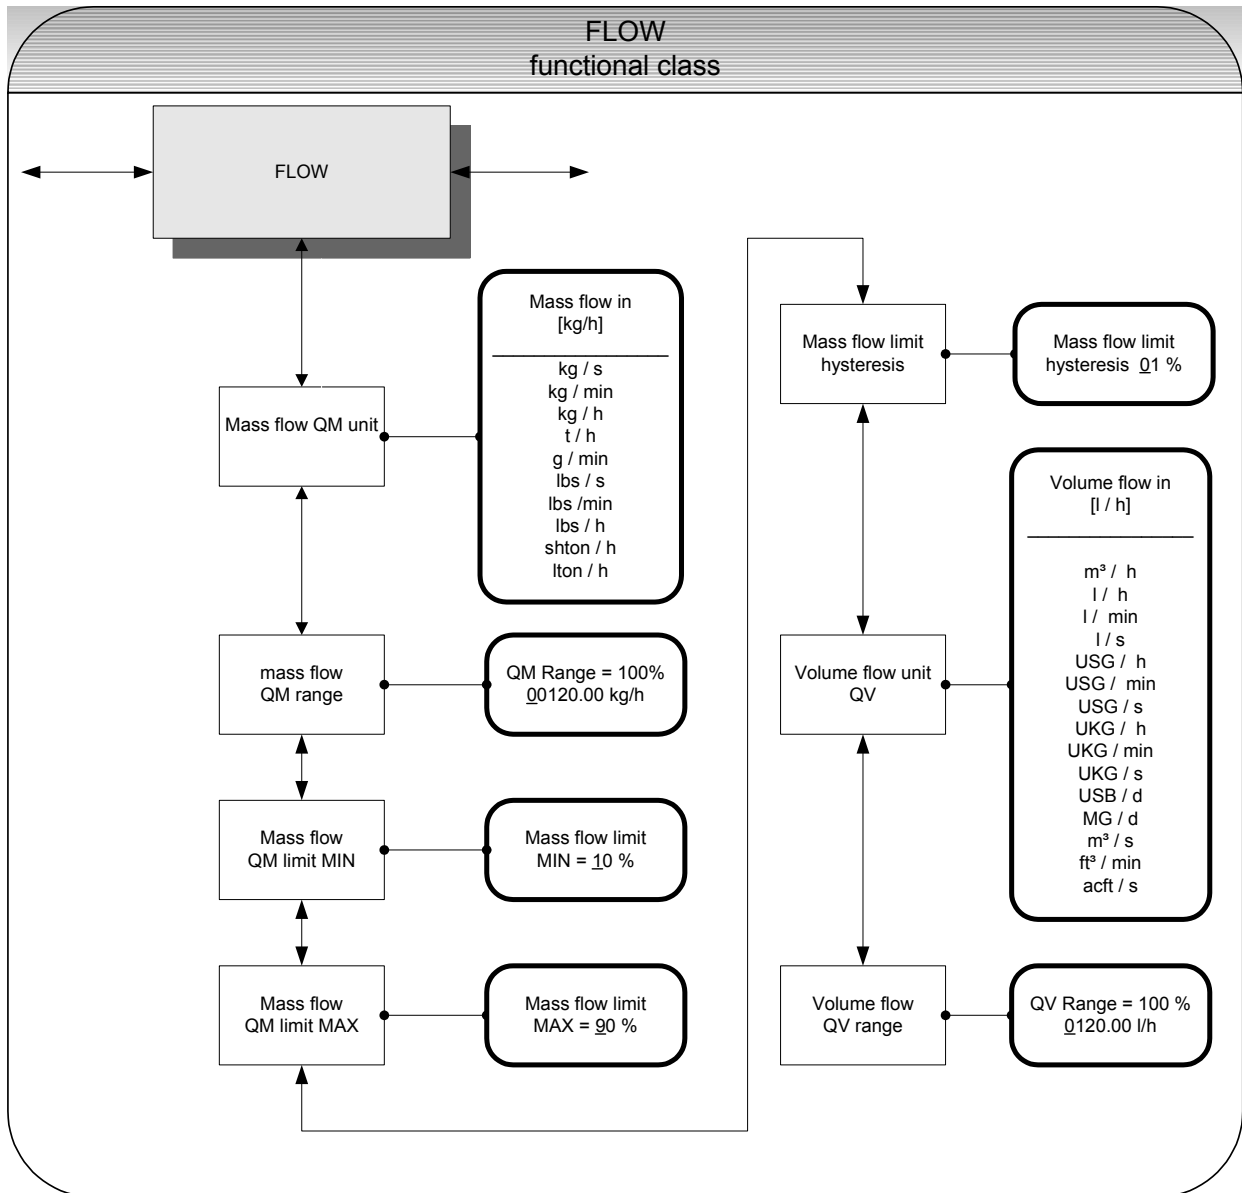 FLOW
functional class
FLOW
Mass flow in
[kg/h]
kg / s
kg / min
kg / h
t / h
g / min
lbs / s
lbs /min
lbs / h
shton / h
lton / h
Mass flow QM unit
mass flow
QM range
QM Range = 100%
00120.00 kg/h
Mass flow
QM limit MIN
Mass flow limit
MIN = 10 %
Mass flow
QM limit MAX
Mass flow limit
MAX = 90 %
Mass flow limit
hysteresis
Mass flow limit
hysteresis 01 %
Volume flow in
[l / h]
m³ / h
l / h
l / min
l / s
USG / h
USG / min
USG / s
UKG / h
UKG / min
UKG / s
USB / d
MG / d
m³ / s
ft³ / min
acft / s
Volume flow unit
QV
Volume flow
QV range
QV Range = 100 %
0120.00 l/h